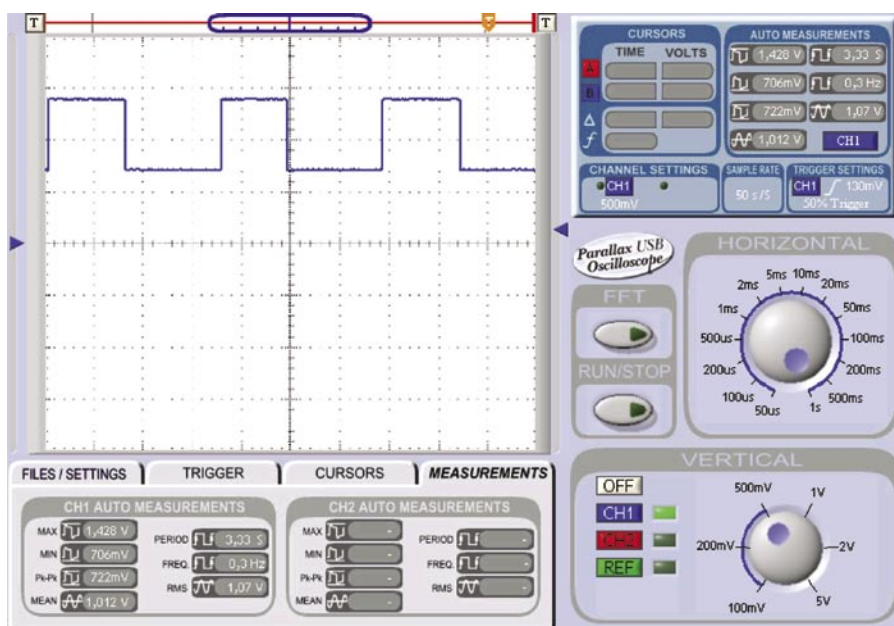 T T
CURSORS
TIME VOLTS
A
B
Δ
f
AUTO MEASUREMENTS
1,428 V 3,33 S
706mV 0,3 Hz
722mV 1,07 V
1,012 V CH1
CHANNEL SETTINGS
CH1
500mV
SAMPLE RATE
50 s/S
TRIGGER SETTINGS
CH1 130mV
50% Trigger
Parallax USB
Oscilloscope
FFT
RUN/STOP
HORIZONTAL
5ms 10ms
2ms 20ms
1ms 50ms
500us 100ms
200us 200ms
100us 500ms
50us 1s
FILES / SETTINGS TRIGGER CURSORS MEASUREMENTS
CH1 AUTO MEASUREMENTS
MAX 1,428 V
MIN 706mV
Pk-Pk 722mV
MEAN 1,012 V
PERIOD 3,33 S
FREQ. 0,3 Hz
RMS 1,07 V
CH2 AUTO MEASUREMENTS
MAX -
MIN -
Pk-Pk -
MEAN -
PERIOD -
FREQ. -
RMS -
VERTICAL
OFF
CH1
CH2
REF
500mV 1V
200mV 2V
100mV 5V